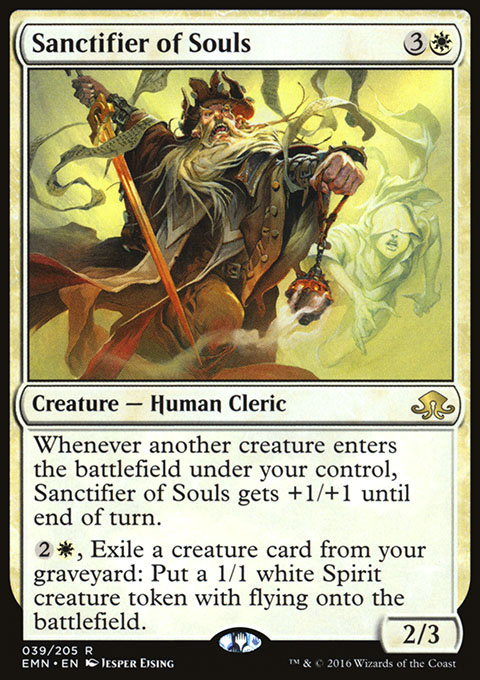 Sanctifier of Souls 3
Creature — Human Cleric
Whenever another creature enters
the battlefield under your control,
Sanctifier of Souls gets +1/+1 until
end of turn.
2, Exile a creature card from your
graveyard: Put a 1/1 white Spirit
creature token with flying onto the
battlefield.
2/3
039/205 R
EMN • EN Jesper Ejsing
™ & © 2016 Wizards of the Coast